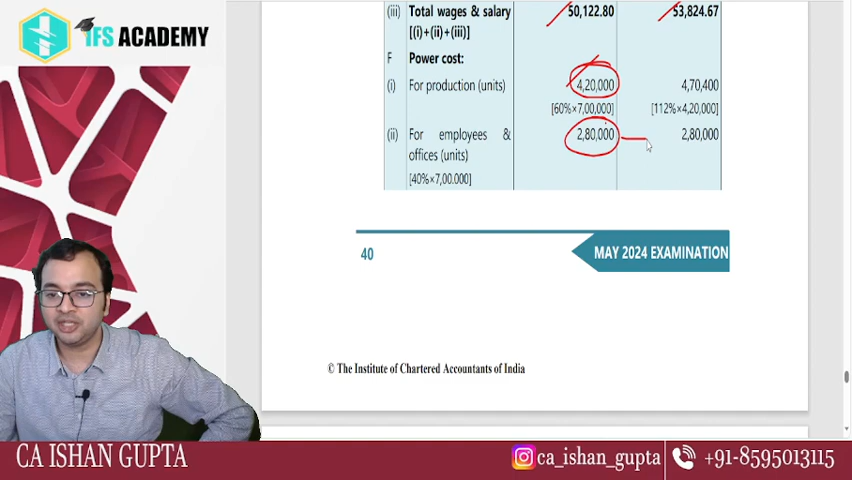 IFS ACADEMY
(iii) Total wages & salary 50,122.80 53,824.67
[(i)+(ii)+(iii)]
F Power cost:
(i) For production (units) 4,20,000 4,70,400
[60%×7,00,000] [112%×4,20,000]
(ii) For employees & 2,80,000 2,80,000
offices (units)
[40%×7,00.000]
40 MAY 2024 EXAMINATION
© The Institute of Chartered Accountants of India
CA ISHAN GUPTA ca_ishan_gupta +91-8595013115